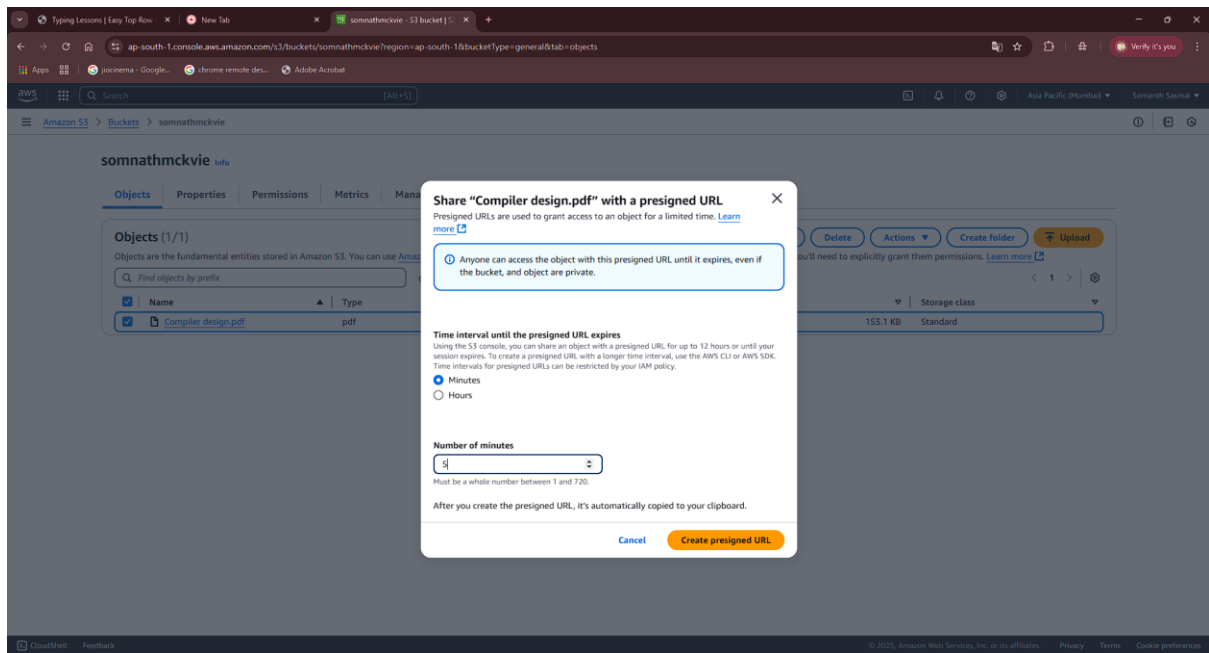 Typing Lessons | Easy Top Row
New Tab
somnathmckvie - S3 bucket | S3
ap-south-1.console.aws.amazon.com/s3/buckets/somnathmckvie?region=ap-south-1&bucketType=general&tab=objects
Verify it's you
Apps
jiocinema - Google...
chrome remote des...
Adobe Acrobat
aws
Search
[Alt+S]
Asia Pacific (Mumbai)
Somanth Sasmal
Amazon S3 > Buckets > somnathmckvie
somnathmckvie Info
Objects
Properties
Permissions
Metrics
Mana
Objects (1/1)
Delete
Actions
Create folder
Upload
Objects are the fundamental entities stored in Amazon S3. You can use Amaz
ou'll need to explicitly grant them permissions. Learn more
Find objects by prefix
1
Name
Type
Storage class
Compiler design.pdf
pdf
153.1 KB
Standard
Share “Compiler design.pdf” with a presigned URL
Presigned URLs are used to grant access to an object for a limited time. Learn
more
Anyone can access the object with this presigned URL until it expires, even if
the bucket, and object are private.
Time interval until the presigned URL expires
Using the S3 console, you can share an object with a presigned URL for up to 12 hours or until your
session expires. To create a presigned URL with a longer time interval, use the AWS CLI or AWS SDK.
Time intervals for presigned URLs can be restricted by your IAM policy.
Minutes
Hours
Number of minutes
5
Must be a whole number between 1 and 720.
After you create the presigned URL, it's automatically copied to your clipboard.
Cancel
Create presigned URL
CloudShell
Feedback
© 2025, Amazon Web Services, Inc. or its affiliates.
Privacy
Terms
Cookie preferences